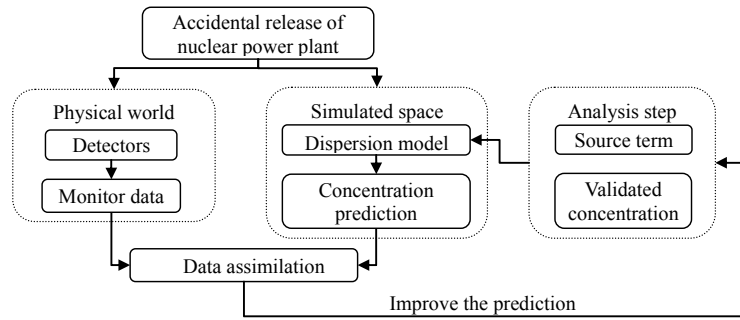 Accidental release of
nuclear power plant
Physical world
Detectors
Monitor data
Simulated space
Dispersion model
Concentration
prediction
Analysis step
Source term
Validated
concentration
Data assimilation
Improve the prediction